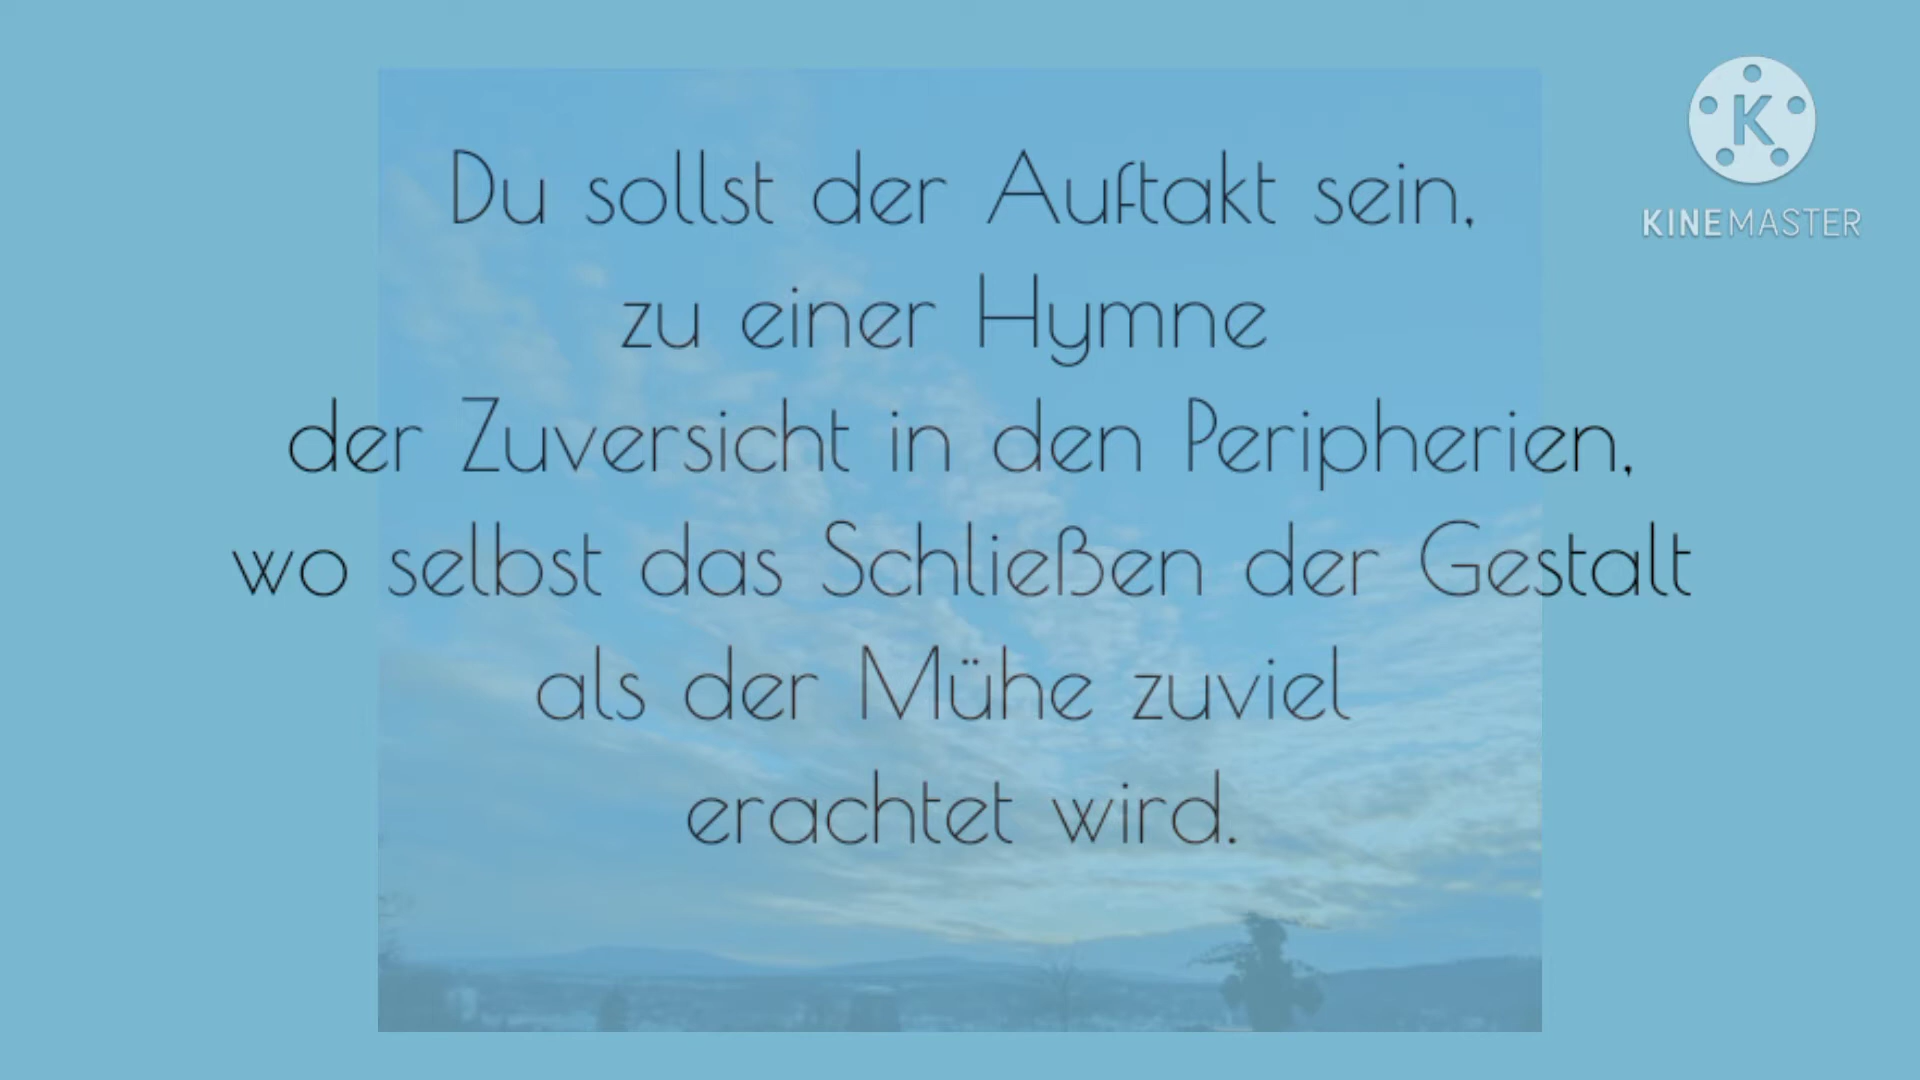 Du sollst der Auftakt sein,
zu einer Hymne
der Zuversicht in den Peripherien,
wo selbst das Schließen der Gestalt
als der Mühe zuviel
erachtet wird.
K
KINEMASTER